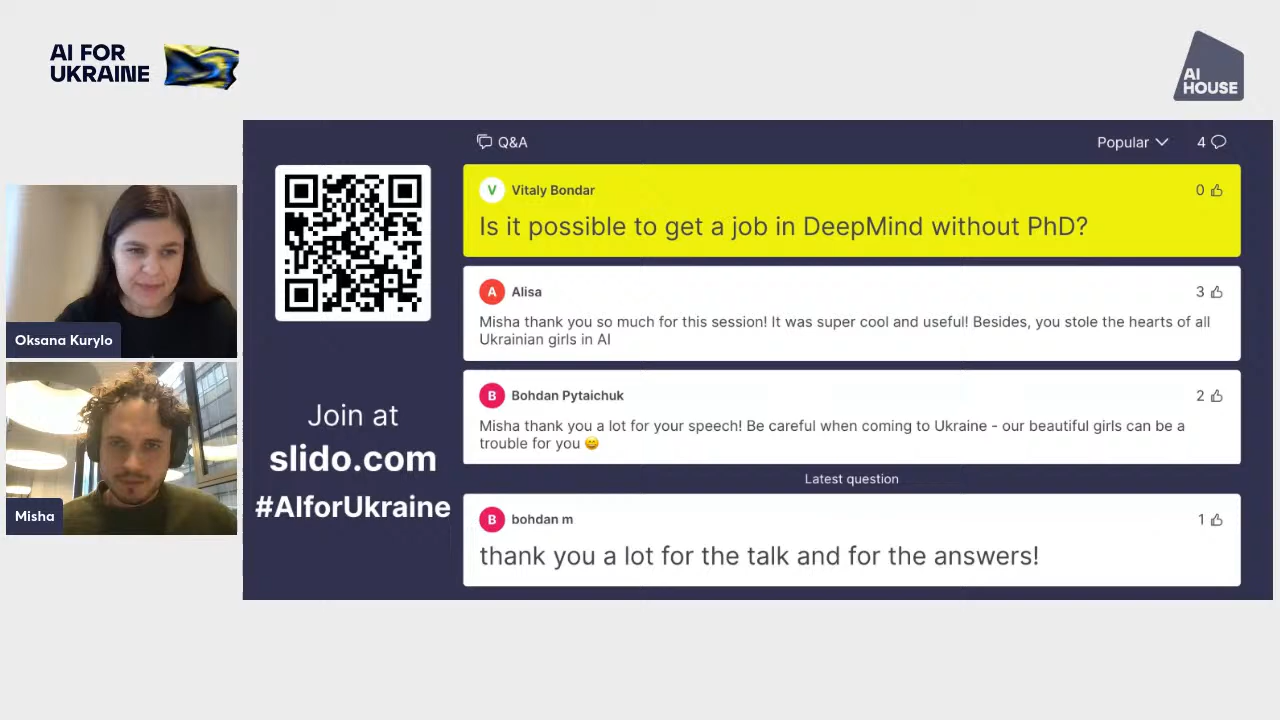 AI FOR
UKRAINE
AI
HOUSE
Q&A
Popular
4
V
Vitaly Bondar
0
Is it possible to get a job in DeepMind without PhD?
A
Alisa
3
Misha thank you so much for this session! It was super cool and useful! Besides, you stole the hearts of all
Ukrainian girls in AI
B
Bohdan Pytaichuk
2
Misha thank you a lot for your speech! Be careful when coming to Ukraine - our beautiful girls can be a
trouble for you 😄
Latest question
B
bohdan m
1
thank you a lot for the talk and for the answers!
Join at
slido.com
#AIforUkraine
Oksana Kurylo
Misha